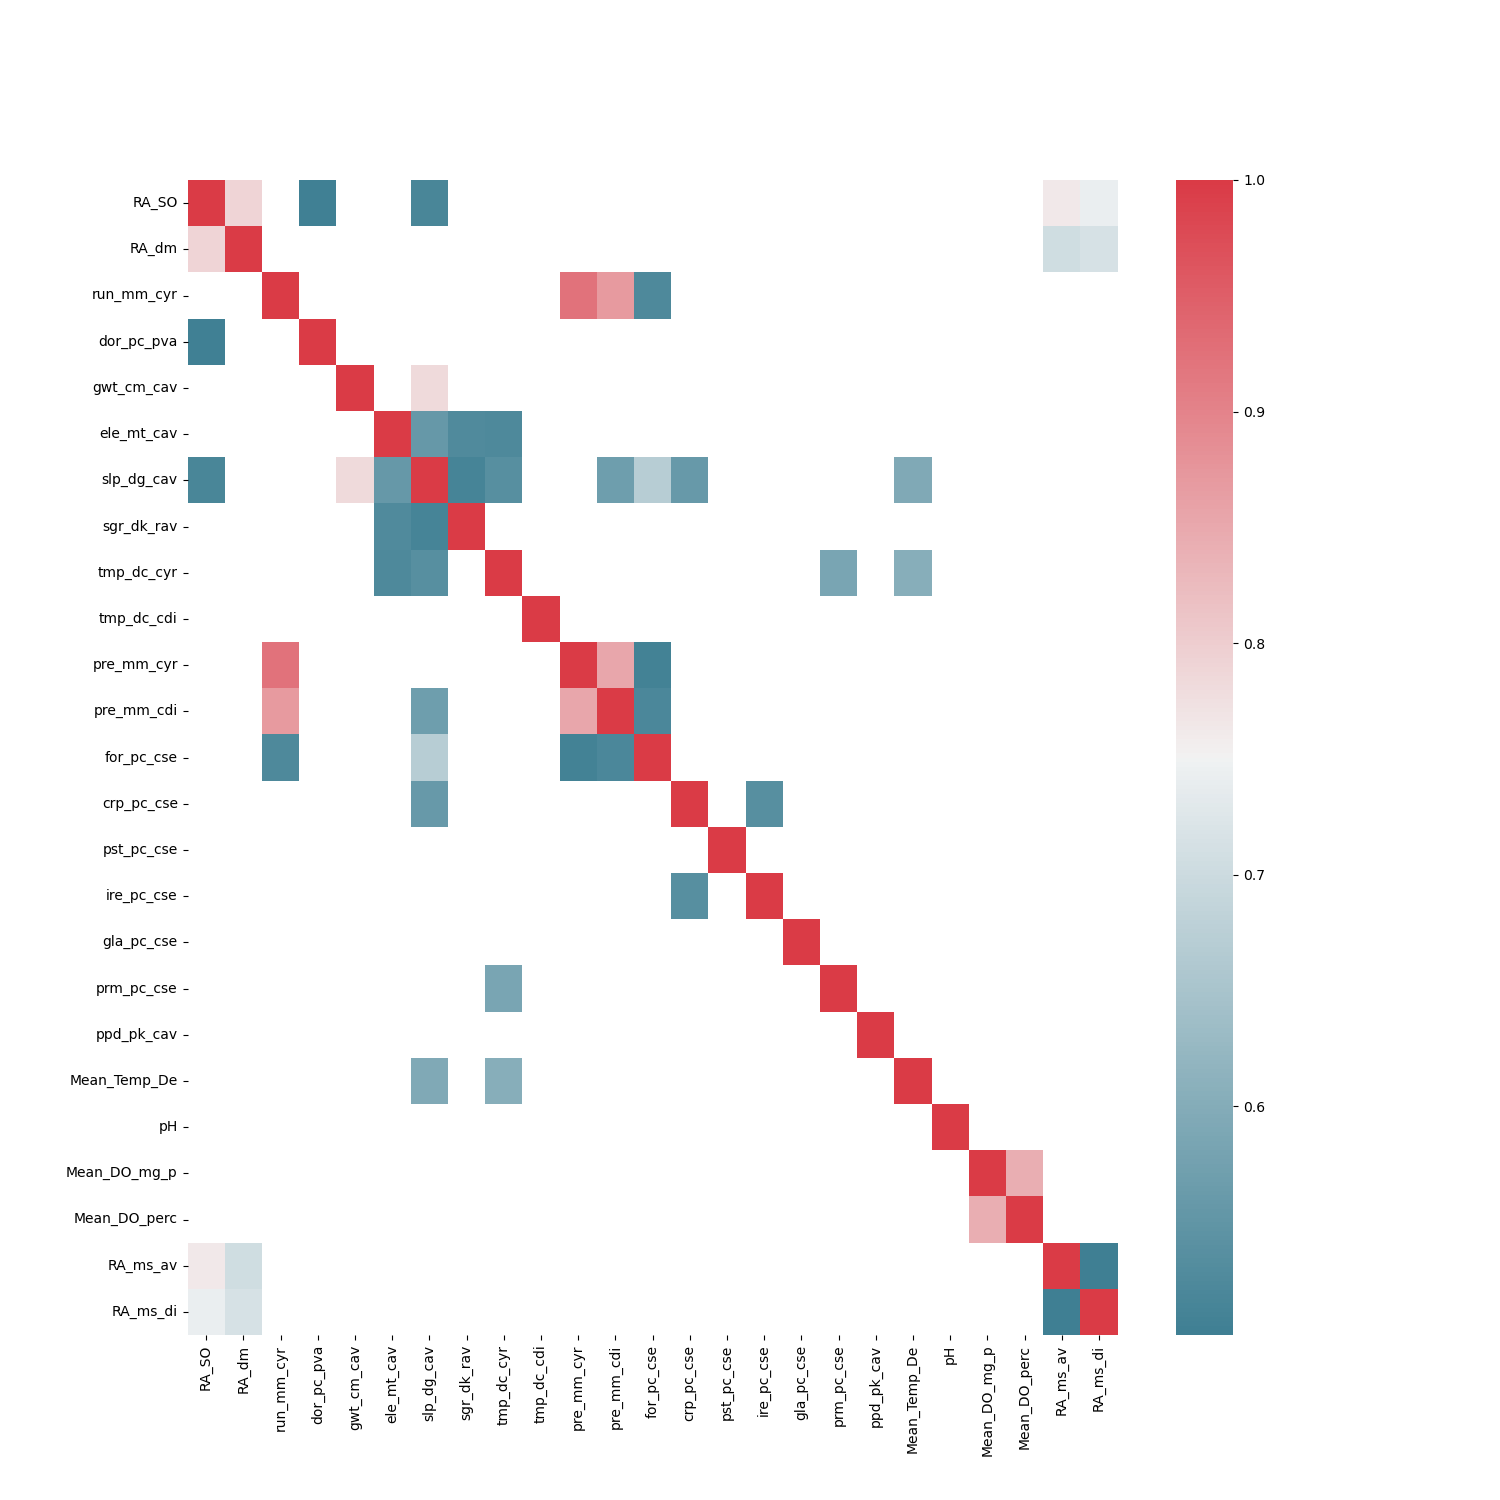 RA_SO
RA_dm
run_mm_cyr
dor_pc_pva
gwt_cm_cav
ele_mt_cav
slp_dg_cav
sgr_dk_rav
tmp_dc_cyr
tmp_dc_cdi
pre_mm_cyr
pre_mm_cdi
for_pc_cse
crp_pc_cse
pst_pc_cse
ire_pc_cse
gla_pc_cse
prm_pc_cse
ppd_pk_cav
Mean_Temp_De
pH
Mean_DO_mg_p
Mean_DO_perc
RA_ms_av
RA_ms_di
RA_SO
RA_dm
run_mm_cyr
dor_pc_pva
gwt_cm_cav
ele_mt_cav
slp_dg_cav
sgr_dk_rav
tmp_dc_cyr
tmp_dc_cdi
pre_mm_cyr
pre_mm_cdi
for_pc_cse
crp_pc_cse
pst_pc_cse
ire_pc_cse
gla_pc_cse
prm_pc_cse
ppd_pk_cav
Mean_Temp_De
pH
Mean_DO_mg_p
Mean_DO_perc
RA_ms_av
RA_ms_di
1.0
0.9
0.8
0.7
0.6